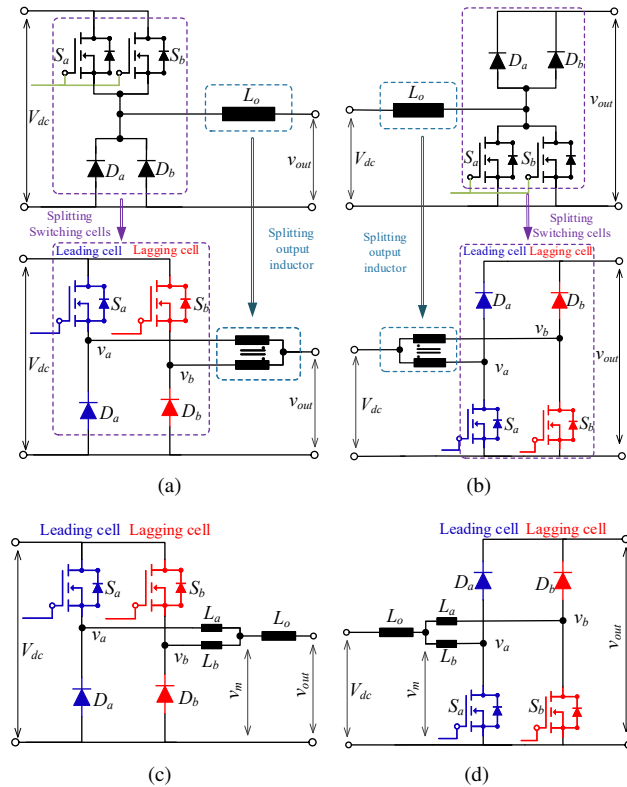 S_a
S_b
V_dc
L_o
D_a
D_b
v_out
Splitting
Switching cells
Splitting
output
inductor
Leading cell
Lagging cell
S_a
S_b
v_a
V_dc
v_b
v_out
D_a
D_b
(a)
D_a
D_b
L_o
v_out
V_dc
S_a
S_b
Splitting
Switching cells
Splitting
output
inductor
Leading cell
Lagging cell
D_a
D_b
v_b
v_a
v_out
V_dc
S_a
S_b
(b)
Leading cell
Lagging cell
S_a
S_b
L_a
L_o
v_a
V_dc
v_b
L_b
v_m
v_out
D_a
D_b
(c)
Leading cell
Lagging cell
D_a
D_b
L_a
L_o
v_b
v_a
L_b
v_out
V_dc
v_m
S_a
S_b
(d)